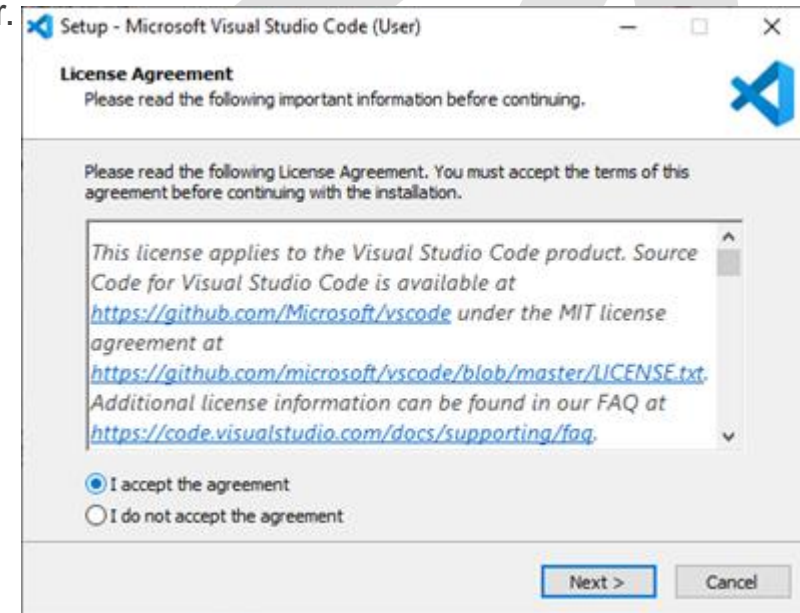 r.
Setup - Microsoft Visual Studio Code (User)
License Agreement
Please read the following important information before continuing.
Please read the following License Agreement. You must accept the terms of this
agreement before continuing with the installation.
This license applies to the Visual Studio Code product. Source
Code for Visual Studio Code is available at
https://github.com/Microsoft/vscode under the MIT license
agreement at
https://github.com/microsoft/vscode/blob/master/LICENSE.txt.
Additional license information can be found in our FAQ at
https://code.visualstudio.com/docs/supporting/faq.
I accept the agreement
I do not accept the agreement
Next > Cancel